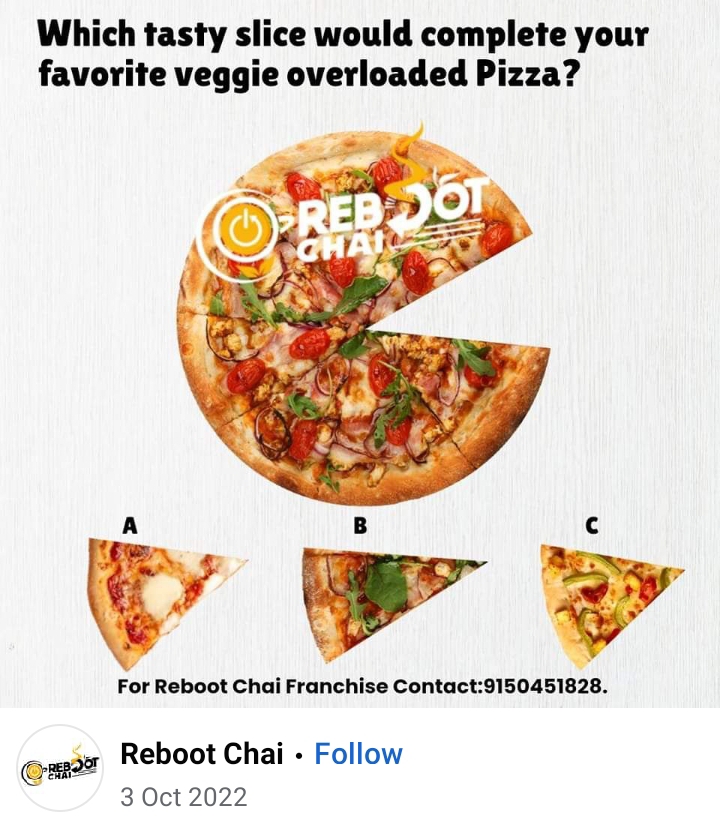 Which tasty slice would complete your
favorite veggie overloaded Pizza?
REBOOT
CHAI
A
B
C
For Reboot Chai Franchise Contact:9150451828.
REBOOT
CHAI
Reboot Chai • Follow
3 Oct 2022